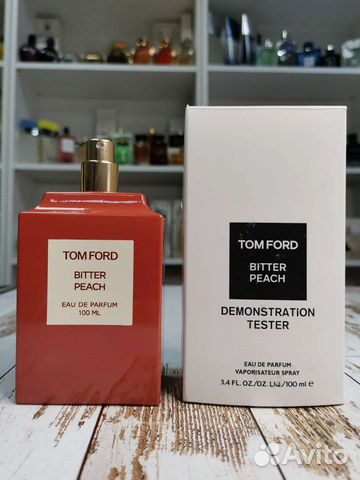 TOM FORD
BITTER
PEACH
EAU DE PARFUM
100 ML
TOM FORD
BITTER
PEACH
DEMONSTRATION
TESTER
EAU DE PARFUM
VAPORISATEUR SPRAY
3.4 FL. OZ./OZ. LIQ./100 ml e
Avito